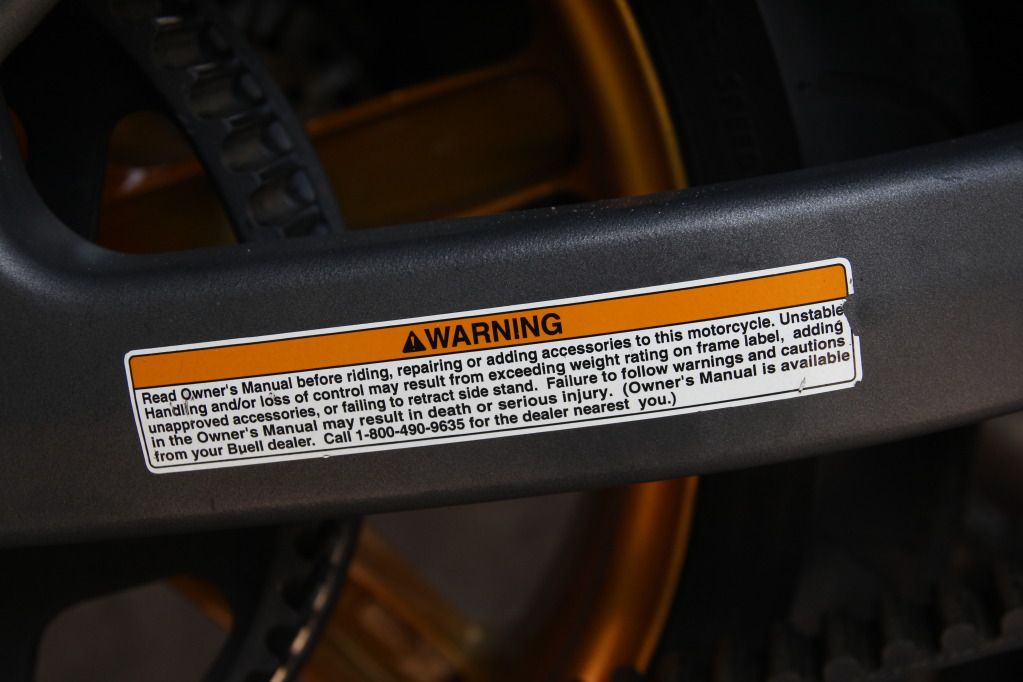 ⚠WARNING
Read Owner's Manual before riding, repairing or adding accessories to this motorcycle. Unstable
Handling and/or loss of control may result from exceeding weight rating on frame label, adding
unapproved accessories, or failing to retract side stand. Failure to follow warnings and cautions
in the Owner's Manual may result in death or serious injury. (Owner's Manual is available
from your Buell dealer. Call 1-800-490-9635 for the dealer nearest you.)